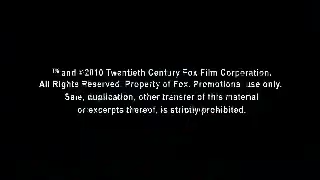 ™ and ©2010 Twentieth Century Fox Film Corporation.
All Rights Reserved. Property of Fox. Promotional use only.
Sale, duplication, other transfer of this material
or excerpts thereof, is strictly prohibited.